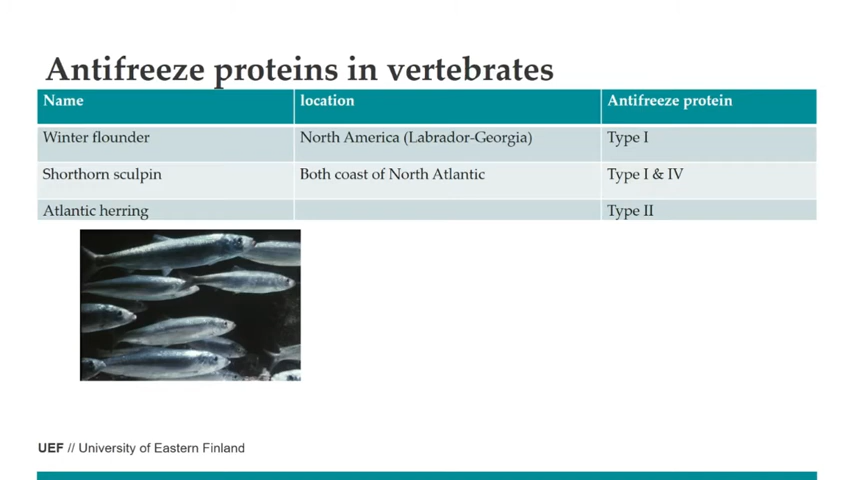 Antifreeze proteins in vertebrates
Name location Antifreeze protein
Winter flounder North America (Labrador-Georgia) Type I
Shorthorn sculpin Both coast of North Atlantic Type I & IV
Atlantic herring Type II
UEF // University of Eastern Finland